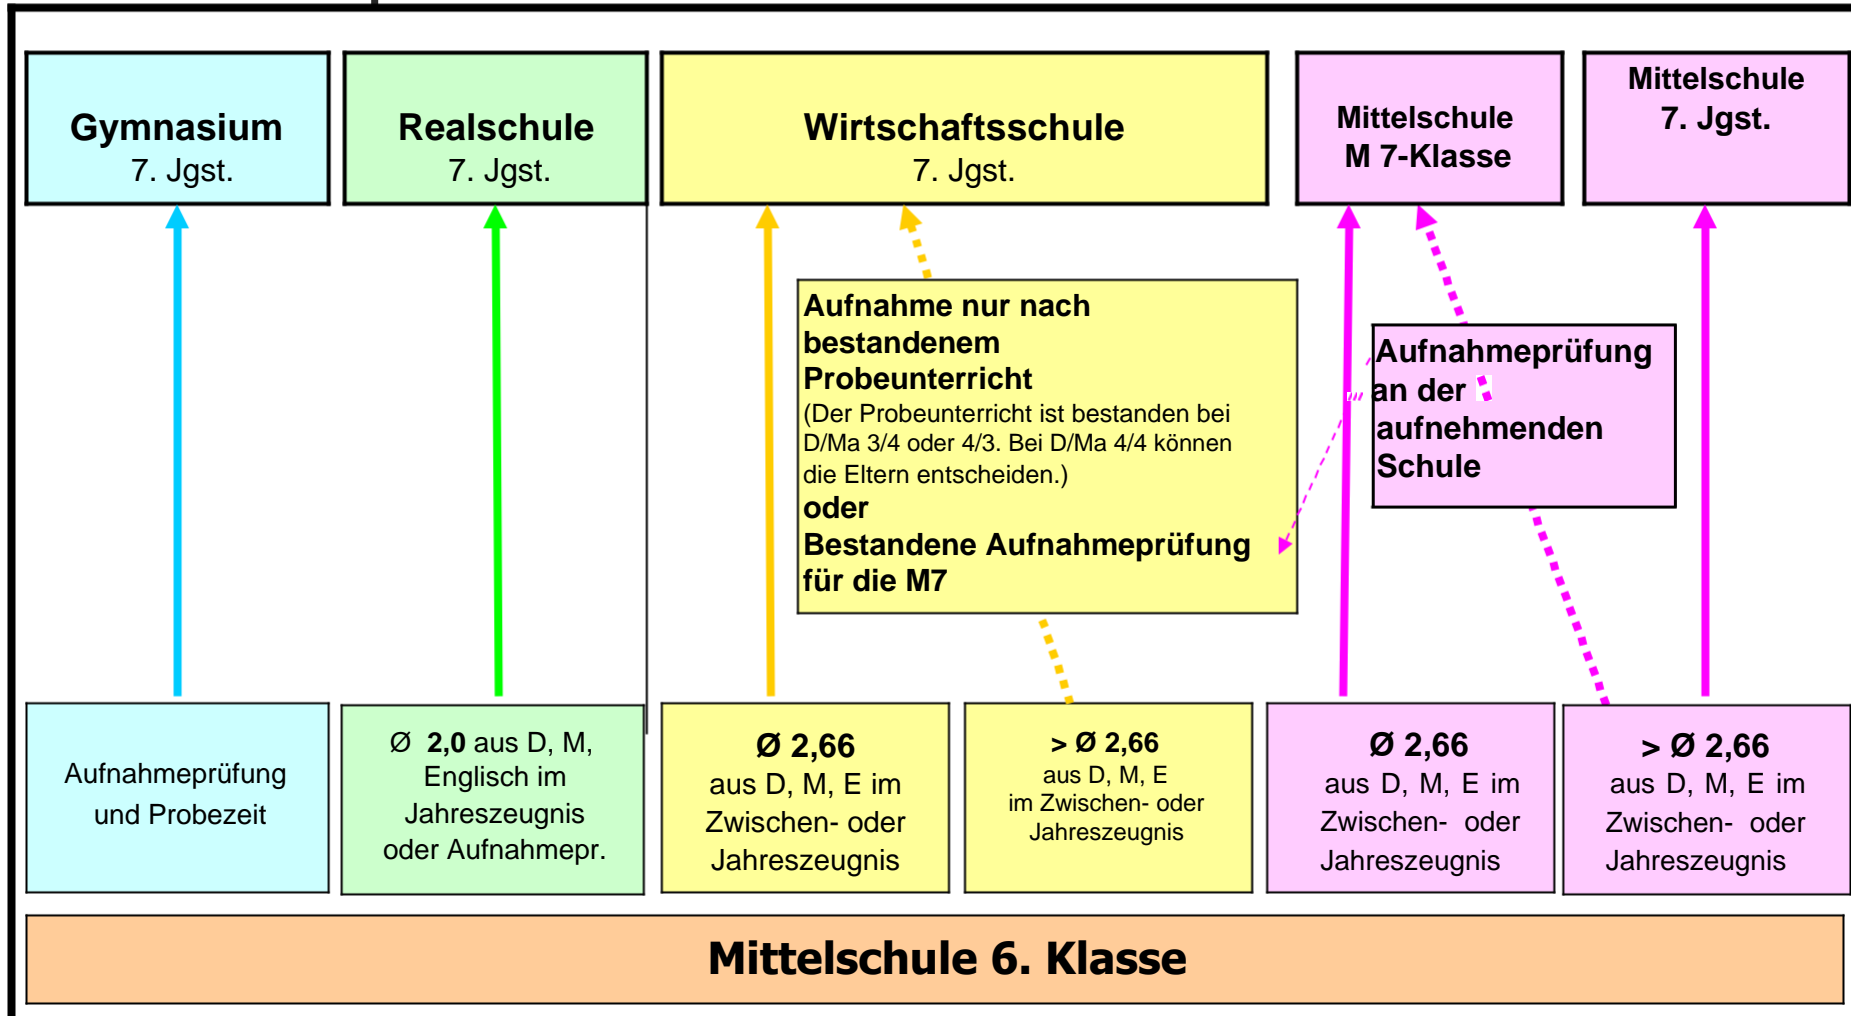 Gymnasium
7. Jgst.
Realschule
7. Jgst.
Wirtschaftsschule
7. Jgst.
Mittelschule
M 7-Klasse
Mittelschule
7. Jgst.
Aufnahme nur nach
bestandenem
Probeunterricht
(Der Probeunterricht ist bestanden bei
D/Ma 3/4 oder 4/3. Bei D/Ma 4/4 können
die Eltern entscheiden.)
oder
Bestandene Aufnahmeprüfung
für die M7
Aufnahmeprüfung
an der
aufnehmenden
Schule
Aufnahmeprüfung
und Probezeit
Ø 2,0 aus D, M,
Englisch im
Jahreszeugnis
oder Aufnahmepr.
Ø 2,66
aus D, M, E im
Zwischen- oder
Jahreszeugnis
> Ø 2,66
aus D, M, E
im Zwischen- oder
Jahreszeugnis
Ø 2,66
aus D, M, E im
Zwischen- oder
Jahreszeugnis
> Ø 2,66
aus D, M, E im
Zwischen- oder
Jahreszeugnis
Mittelschule 6. Klasse